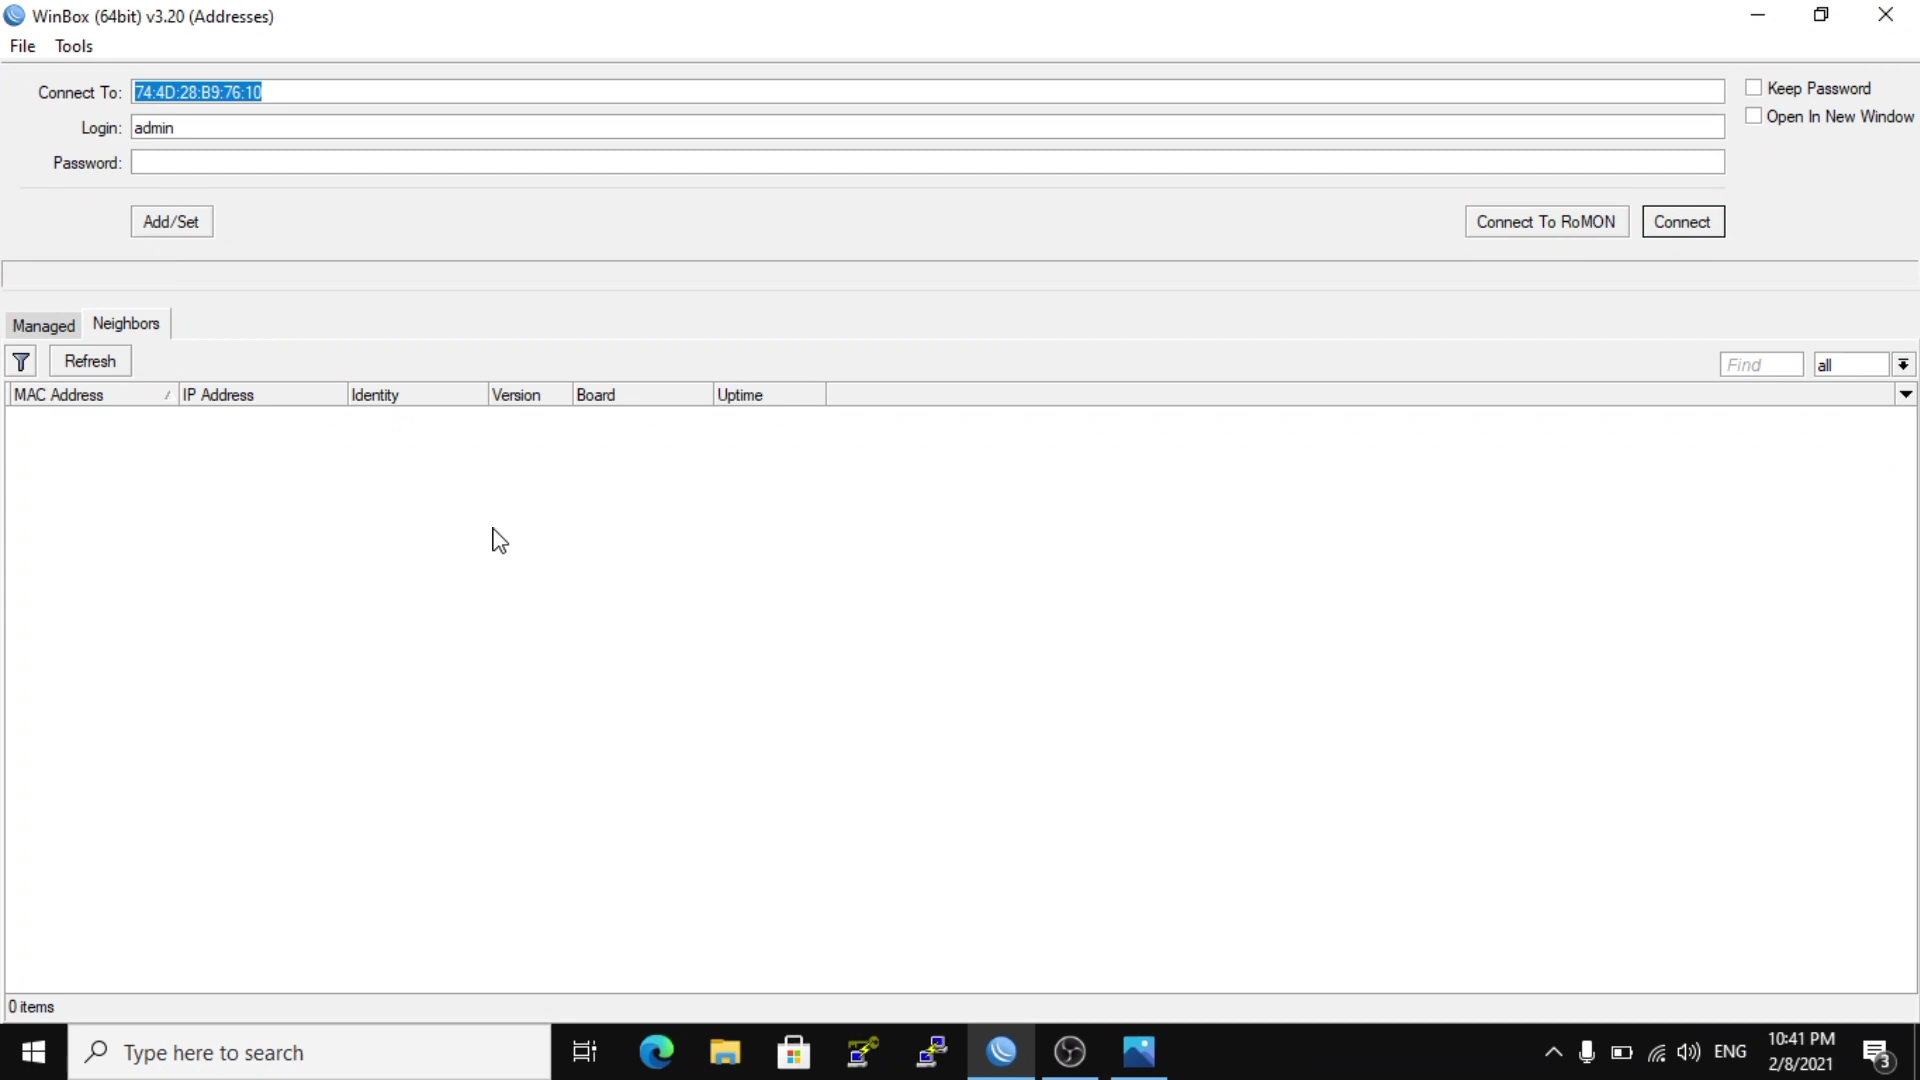 WinBox (64bit) v3.20 (Addresses)
File Tools
Connect To: 74:4D:28:B9:76:10
Keep Password
Open In New Window
Login: admin
Password:
Add/Set
Connect To RoMON
Connect
Managed
Neighbors
Refresh
Find
all
MAC Address
IP Address
Identity
Version
Board
Uptime
0 items
Type here to search
ENG
10:41 PM
2/8/2021
3